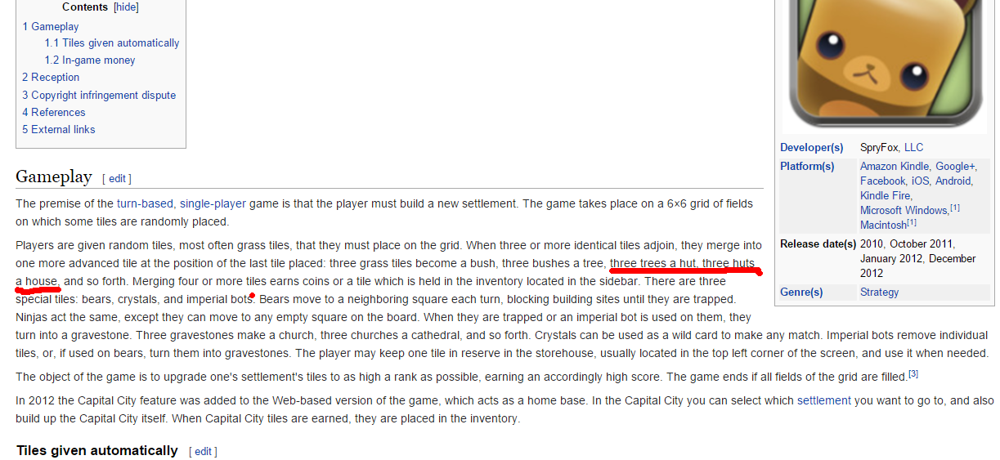 Contents [hide]
1 Gameplay
1.1 Tiles given automatically
1.2 In-game money
2 Reception
3 Copyright infringement dispute
4 References
5 External links
Developer(s) SpryFox, LLC
Platform(s) Amazon Kindle, Google+,
Facebook, iOS, Android,
Kindle Fire,
Microsoft Windows,[1]
Macintosh[1]
Release date(s) 2010, October 2011,
January 2012, December
2012
Genre(s) Strategy
Gameplay [ edit ]
The premise of the turn-based, single-player game is that the player must build a new settlement. The game takes place on a 6×6 grid of fields
on which some tiles are randomly placed.
Players are given random tiles, most often grass tiles, that they must place on the grid. When three or more identical tiles adjoin, they merge into
one more advanced tile at the position of the last tile placed: three grass tiles become a bush, three bushes a tree, three trees a hut, three huts
a house, and so forth. Merging four or more tiles earns coins or a tile which is held in the inventory located in the sidebar. There are three
special tiles: bears, crystals, and imperial bots. Bears move to a neighboring square each turn, blocking building sites until they are trapped.
Ninjas act the same, except they can move to any empty square on the board. When they are trapped or an imperial bot is used on them, they
turn into a gravestone. Three gravestones make a church, three churches a cathedral, and so forth. Crystals can be used as a wild card to make any match. Imperial bots remove individual
tiles, or, if used on bears, turn them into gravestones. The player may keep one tile in reserve in the storehouse, usually located in the top left corner of the screen, and use it when needed.
The object of the game is to upgrade one's settlement's tiles to as high a rank as possible, earning an accordingly high score. The game ends if all fields of the grid are filled.[3]
In 2012 the Capital City feature was added to the Web-based version of the game, which acts as a home base. In the Capital City you can select which settlement you want to go to, and also
build up the Capital City itself. When Capital City tiles are earned, they are placed in the inventory.
Tiles given automatically [ edit ]